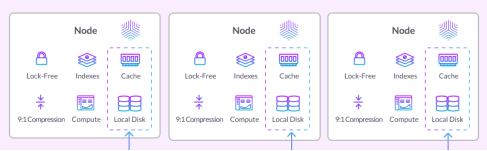 Node Node Node
Lock-Free Indexes Cache Lock-Free Indexes Cache Lock-Free Indexes Cache
9:1 Compression Compute Local Disk 9:1 Compression Compute Local Disk 9:1 Compression Compute Local Disk